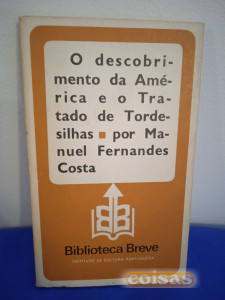 O descobri-
mento da Amé-
rica e o Tra-
tado de Torde-
silhas ▪ por Ma-
nuel Fernandes
Costa
Biblioteca Breve
INSTITUTO DE CULTURA PORTUGUESA
coisas